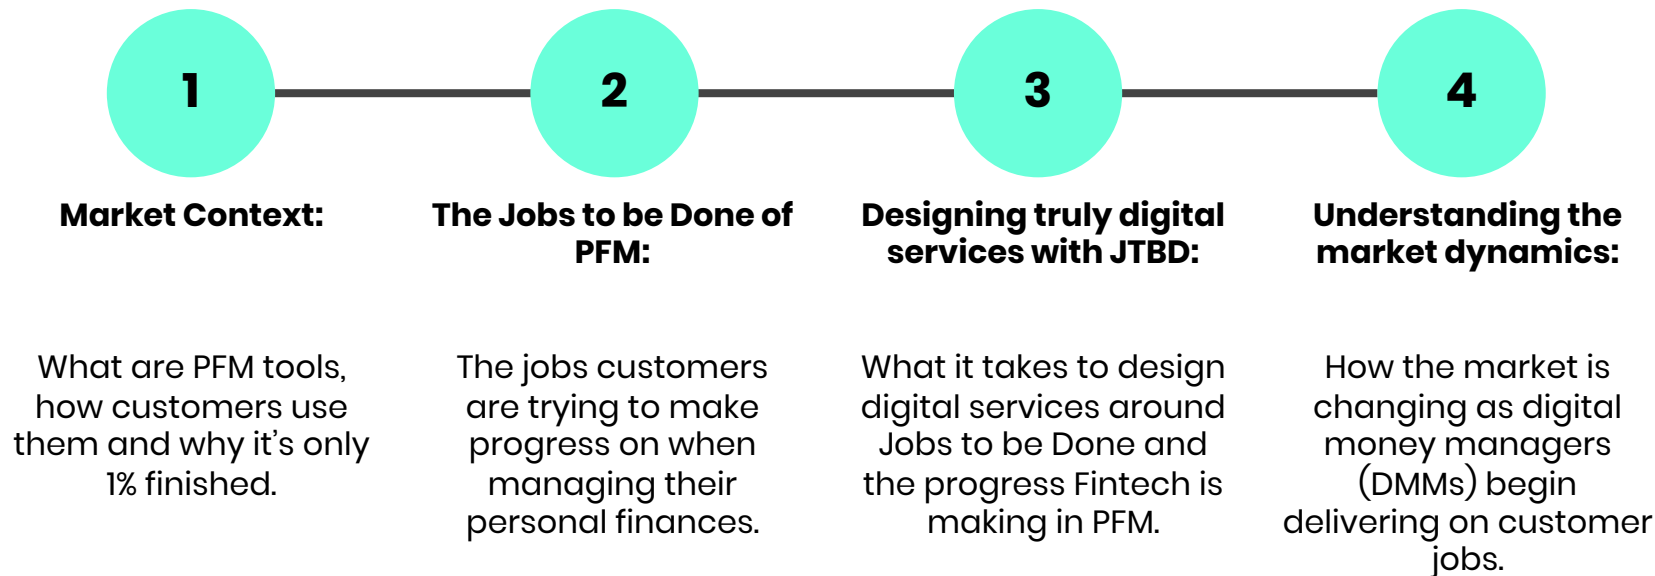 1
2
3
4
Market Context:
The Jobs to be Done of
PFM:
Designing truly digital
services with JTBD:
Understanding the
market dynamics:
What are PFM tools,
how customers use
them and why it’s only
1% finished.
The jobs customers
are trying to make
progress on when
managing their
personal finances.
What it takes to design
digital services around
Jobs to be Done and
the progress Fintech is
making in PFM.
How the market is
changing as digital
money managers
(DMMs) begin
delivering on customer
jobs.